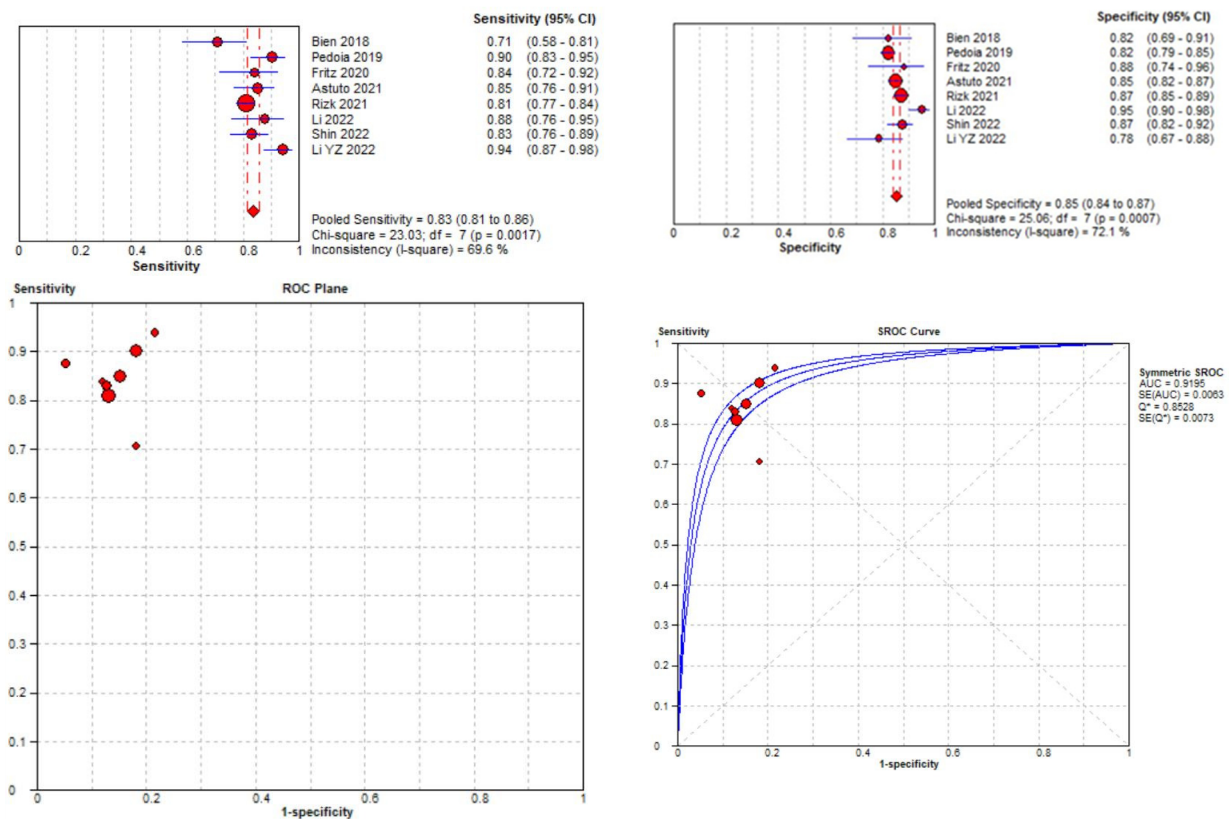 Sensitivity (95% CI)
Bien 2018 0.71 (0.58 - 0.81)
Pedoia 2019 0.90 (0.83 - 0.95)
Fritz 2020 0.84 (0.72 - 0.92)
Astuto 2021 0.85 (0.76 - 0.91)
Rizk 2021 0.81 (0.77 - 0.84)
Li 2022 0.88 (0.76 - 0.95)
Shin 2022 0.83 (0.76 - 0.89)
Li YZ 2022 0.94 (0.87 - 0.98)
Pooled Sensitivity = 0.83 (0.81 to 0.86)
Chi-square = 23.03; df = 7 (p = 0.0017)
Inconsistency (I-square) = 69.6 %
0 0.2 0.4 0.6 0.8 1
Sensitivity
Specificity (95% CI)
Bien 2018 0.82 (0.69 - 0.91)
Pedoia 2019 0.82 (0.79 - 0.85)
Fritz 2020 0.88 (0.74 - 0.96)
Astuto 2021 0.85 (0.82 - 0.87)
Rizk 2021 0.87 (0.85 - 0.89)
Li 2022 0.95 (0.90 - 0.98)
Shin 2022 0.87 (0.82 - 0.92)
Li YZ 2022 0.78 (0.67 - 0.88)
Pooled Specificity = 0.85 (0.84 to 0.87)
Chi-square = 25.06; df = 7 (p = 0.0007)
Inconsistency (I-square) = 72.1 %
0 0.2 0.4 0.6 0.8 1
Specificity
Sensitivity ROC Plane
1
0.9
0.8
0.7
0.6
0.5
0.4
0.3
0.2
0.1
0
0 0.2 0.4 0.6 0.8 1
1-specificity
Sensitivity SROC Curve
1
0.9
0.8
0.7
0.6
0.5
0.4
0.3
0.2
0.1
0
0 0.2 0.4 0.6 0.8 1
1-specificity
Symmetric SROC
AUC = 0.9195
SE(AUC) = 0.0063
Q* = 0.8528
SE(Q*) = 0.0073